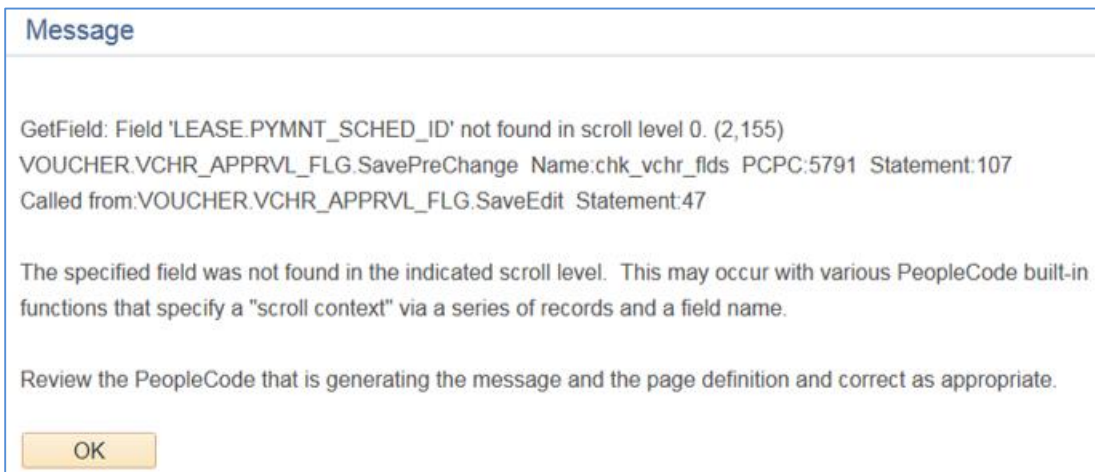 Message
GetField: Field 'LEASE.PYMNT_SCHED_ID' not found in scroll level 0. (2,155)
VOUCHER.VCHR_APPRVL_FLG.SavePreChange Name:chk_vchr_flds PCPC:5791 Statement:107
Called from:VOUCHER.VCHR_APPRVL_FLG.SaveEdit Statement:47
The specified field was not found in the indicated scroll level. This may occur with various PeopleCode built-in
functions that specify a "scroll context" via a series of records and a field name.
Review the PeopleCode that is generating the message and the page definition and correct as appropriate.
OK